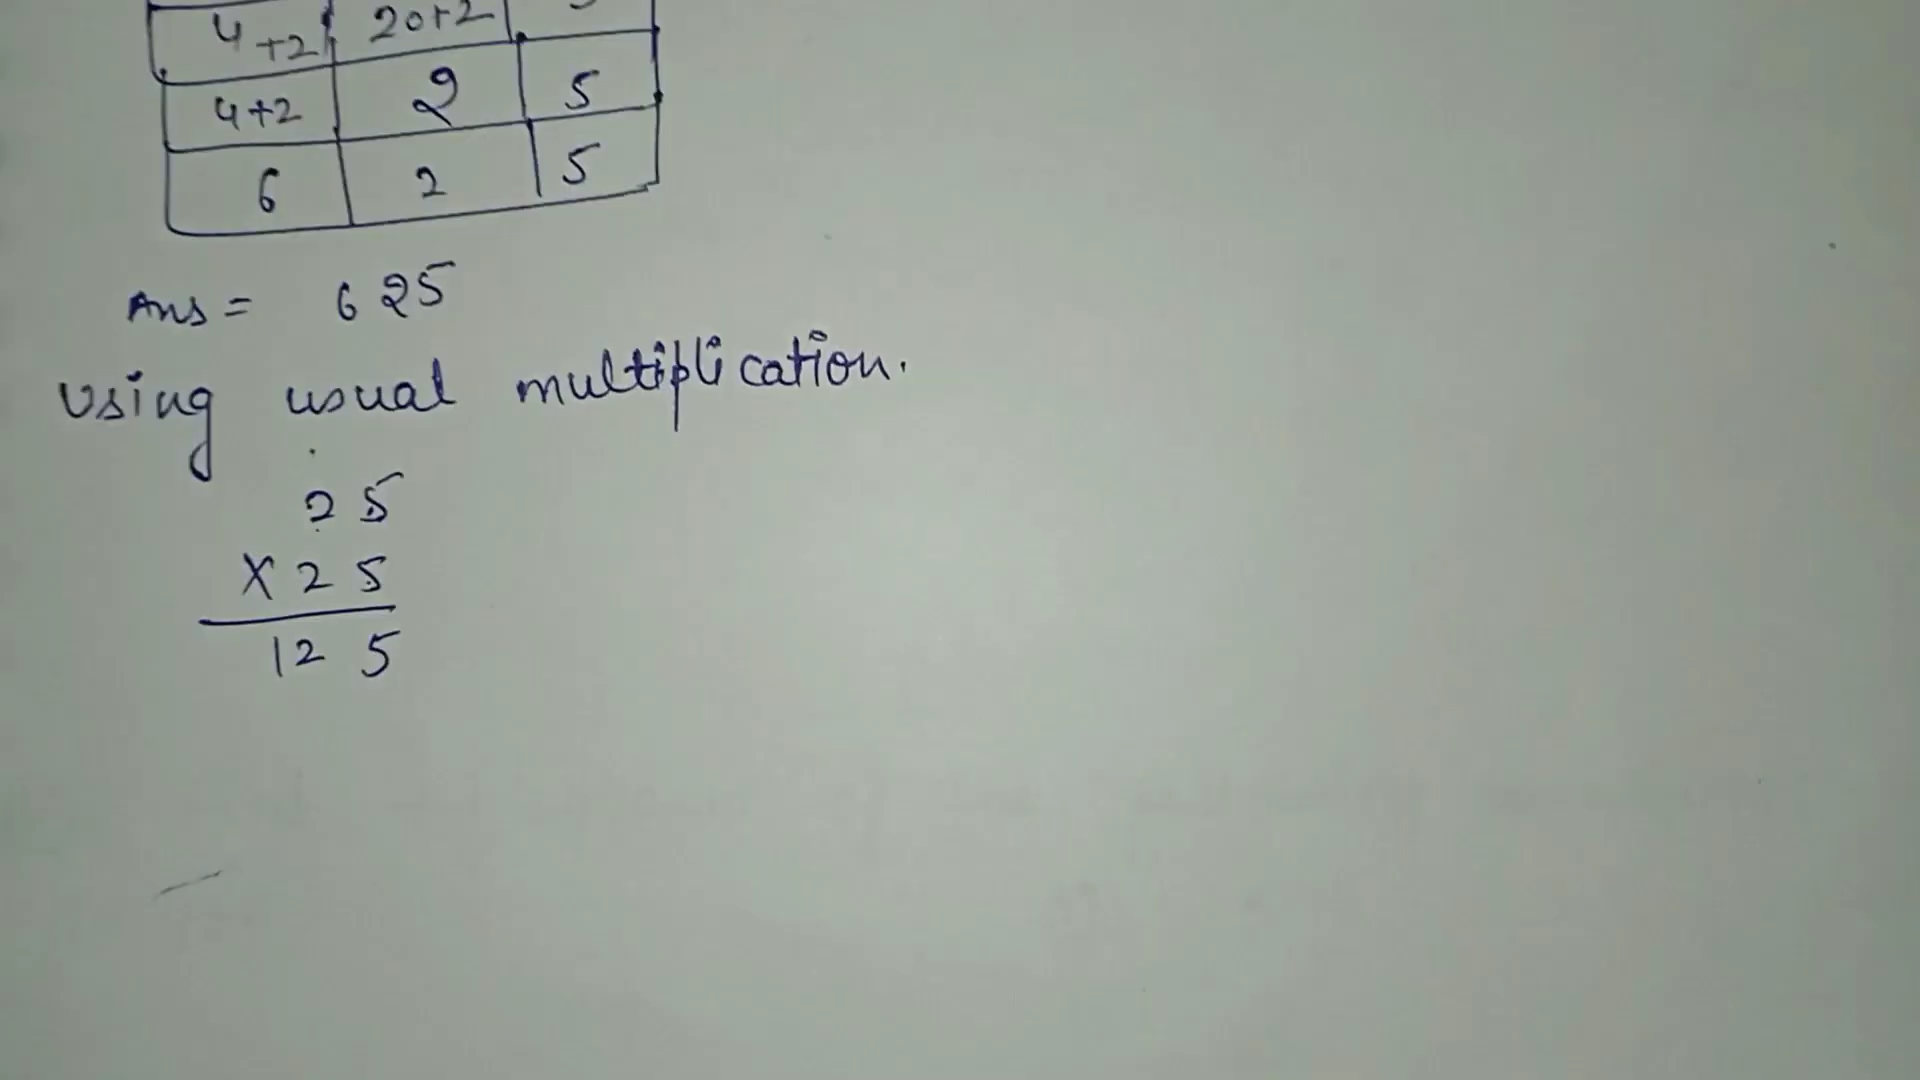 4 +2 20+2
4+2 2 5
6 2 5
Ans = 625
Using usual multiplication.
25
X 25
125